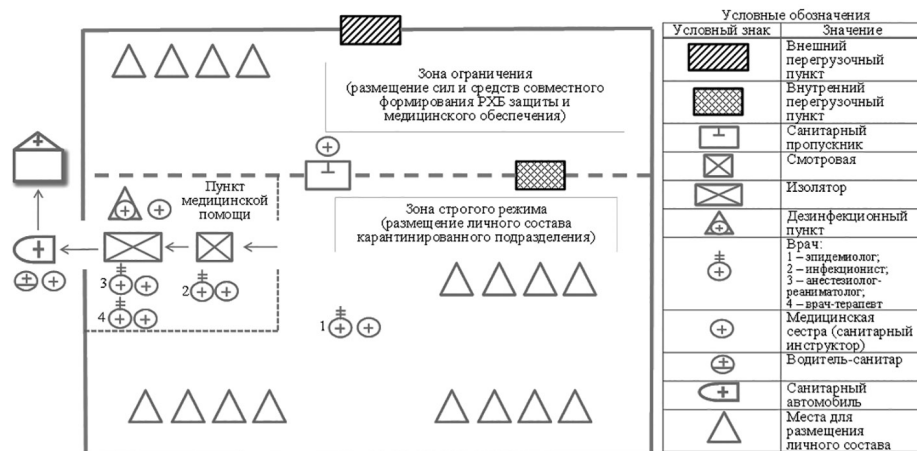 Зона ограничения
(размещение сил и средств совместного
формирования РХБ защиты и
медицинского обеспечения)
Пункт
медицинской
помощи
Зона строгого режима
(размещение личного состава
карантинированного подразделения)
3
2
4
1
Условные обозначения
Условный знак
Значение
Внешний
перегрузочный
пункт
Внутренний
перегрузочный
пункт
Санитарный
пропускник
Смотровая
Изолятор
Дезинфекционный
пункт
Врач:
1 – эпидемиолог;
2 – инфекционист;
3 – анестезиолог-
реаниматолог;
4 – врач-терапевт
Медицинская
сестра (санитарный
инструктор)
Водитель-санитар
Санитарный
автомобиль
Места для
размещения
личного состава